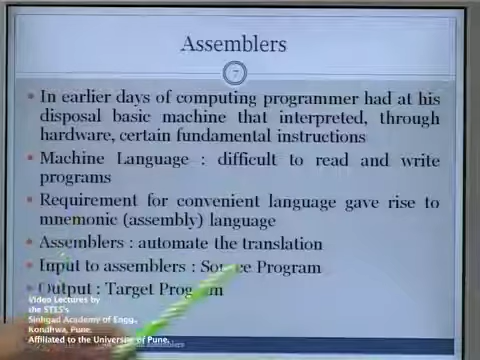 Assemblers
7
• In earlier days of computing programmer had at his
disposal basic machine that interpreted, through
hardware, certain fundamental instructions
• Machine Language : difficult to read and write
programs
• Requirement for convenient language gave rise to
mnemonic (assembly) language
• Assemblers : automate the translation
• Input to assemblers : Source Program
• Output : Target Program
Video Lectures by
the STES's
Sinhgad Academy of Engg.,
Kondhwa, Pune.
Affiliated to the Universe of Pune.